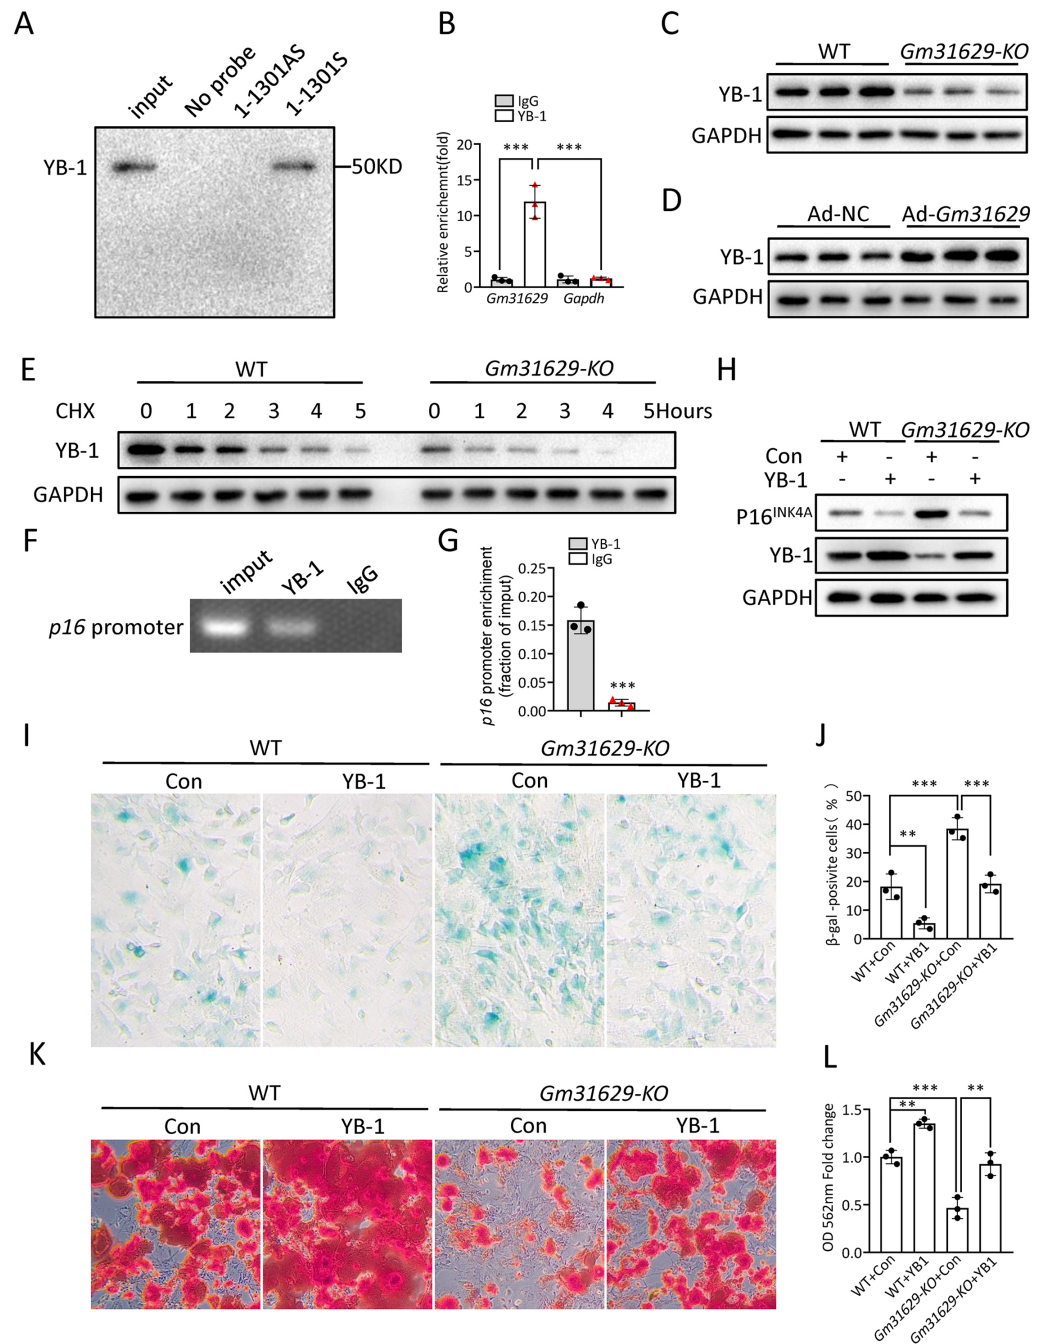 A
input
No probe
1-1301AS
1-1301S
YB-1
50KD
B
IgG
YB-1
Relative enrichemnt(fold)
20
15
10
5
0
***
***
Gm31629
Gapdh
C
WT
Gm31629-KO
YB-1
GAPDH
D
Ad-NC
Ad-Gm31629
YB-1
GAPDH
E
WT
Gm31629-KO
CHX
0 1 2 3 4 5
0 1 2 3 4 5Hours
YB-1
GAPDH
F
imput
YB-1
IgG
p16 promoter
G
YB-1
IgG
p16 promoter enrichiment
(fraction of imput)
0.25
0.20
0.15
0.10
0.05
0.00
***
H
WT
Gm31629-KO
Con + - + -
YB-1 - + - +
P16INK4A
YB-1
GAPDH
I
WT
Gm31629-KO
Con
YB-1
Con
YB-1
J
β-gal -posivite cells( % )
50
40
30
20
10
0
***
***
**
WT+Con
WT+YB1
Gm31629-KO+Con
Gm31629-KO+YB1
K
WT
Gm31629-KO
Con
YB-1
Con
YB-1
L
OD 562nm Fold change
1.5
1.0
0.5
0.0
***
**
**
WT+Con
WT+YB1
Gm31629-KO+Con
Gm31629-KO+YB1